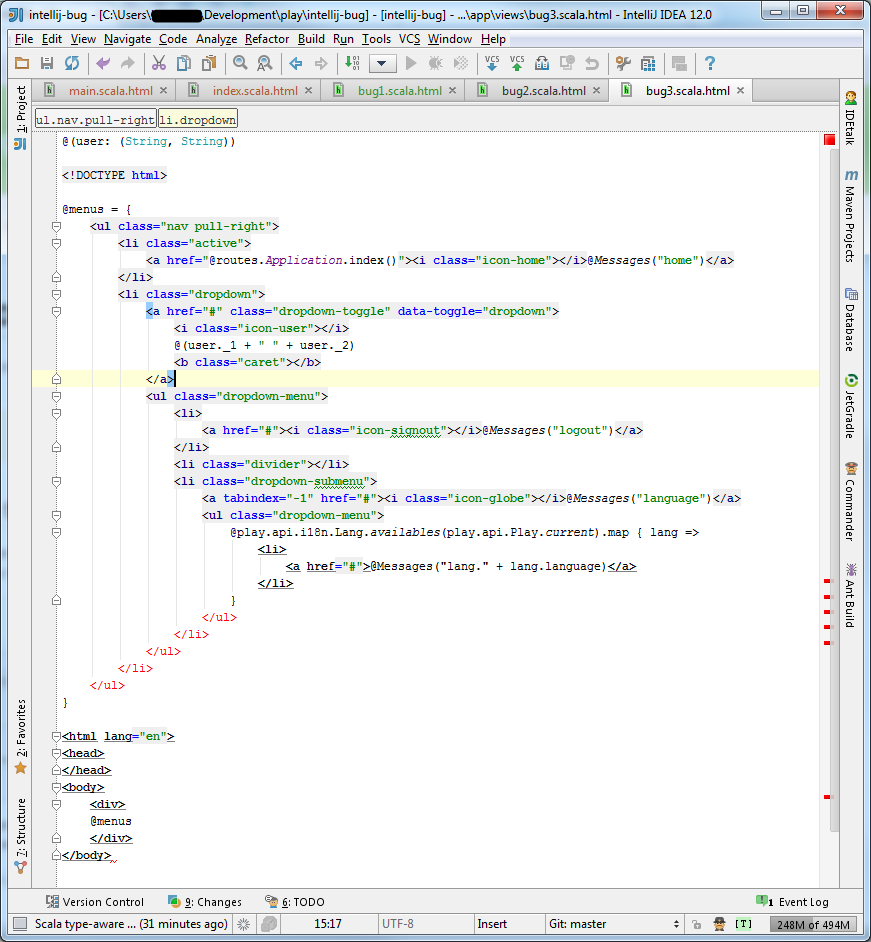 intellij-bug - [C:\Users\ .Development\play\intellij-bug] - [intellij-bug] - ...\app\views\bug3.scala.html - IntelliJ IDEA 12.0
File Edit View Navigate Code Analyze Refactor Build Run Tools VCS Window Help
VCS VCS
main.scala.html index.scala.html bug1.scala.html bug2.scala.html bug3.scala.html
ul.nav.pull-right li.dropdown
@(user: (String, String))
<!DOCTYPE html>
@menus = {
<ul class="nav pull-right">
<li class="active">
<a href="@routes.Application.index()"><i class="icon-home"></i>@Messages("home")</a>
</li>
<li class="dropdown">
<a href="#" class="dropdown-toggle" data-toggle="dropdown">
<i class="icon-user"></i>
@(user._1 + " " + user._2)
<b class="caret"></b>
</a>
<ul class="dropdown-menu">
<li>
<a href="#"><i class="icon-signout"></i>@Messages("logout")</a>
</li>
<li class="divider"></li>
<li class="dropdown-submenu">
<a tabindex="-1" href="#"><i class="icon-globe"></i>@Messages("language")</a>
<ul class="dropdown-menu">
@play.api.i18n.Lang.availables(play.api.Play.current).map { lang =>
<li>
<a href="#">@Messages("lang." + lang.language)</a>
</li>
}
</ul>
</li>
</ul>
</li>
</ul>
}
<html lang="en">
<head>
</head>
<body>
<div>
@menus
</div>
</body>
1: Project
2: Favorites
7: Structure
IDEtalk
Maven Projects
Database
JetGradle
Commander
Ant Build
Version Control 9: Changes 6: TODO 1 Event Log
Scala type-aware ... (31 minutes ago) 15:17 UTF-8 Insert Git: master [T] 248M of 494M